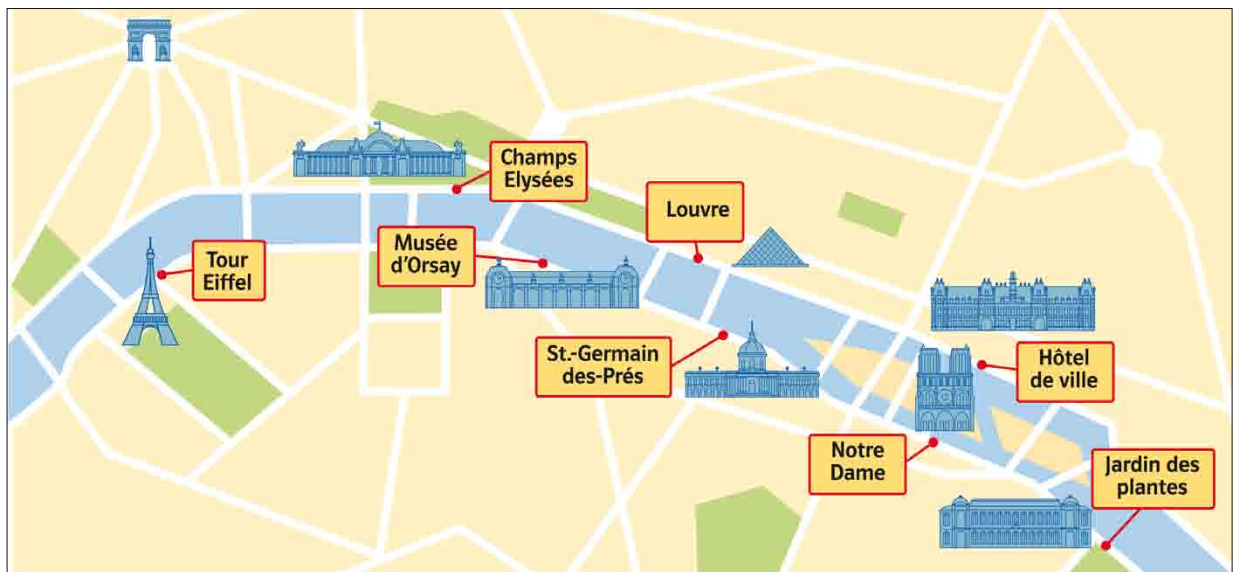 Champs
Elysées
Louvre
Musée
d'Orsay
Tour
Eiffel
St.-Germain
des-Prés
Hôtel
de ville
Notre
Dame
Jardin des
plantes